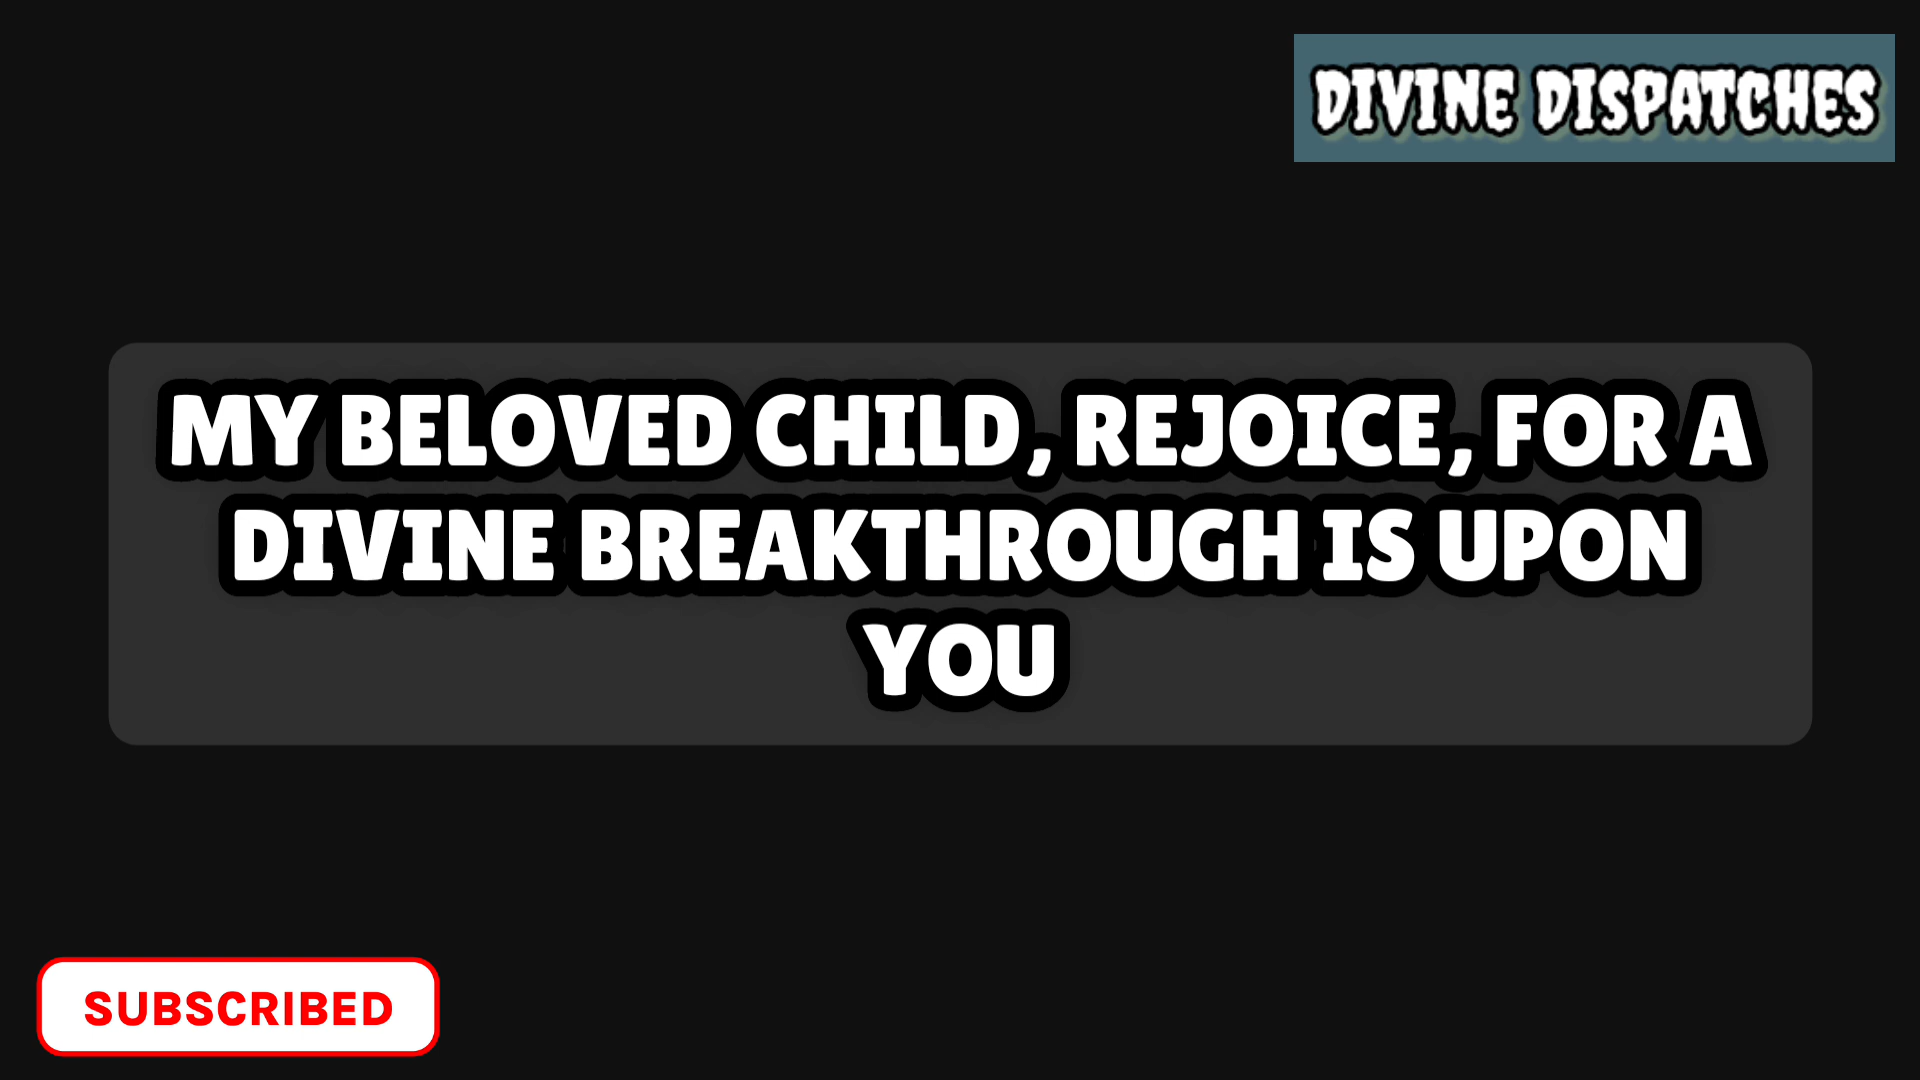 DIVINE DISPATCHES
MY BELOVED CHILD, REJOICE, FOR A
DIVINE BREAKTHROUGH IS UPON
YOU
SUBSCRIBED